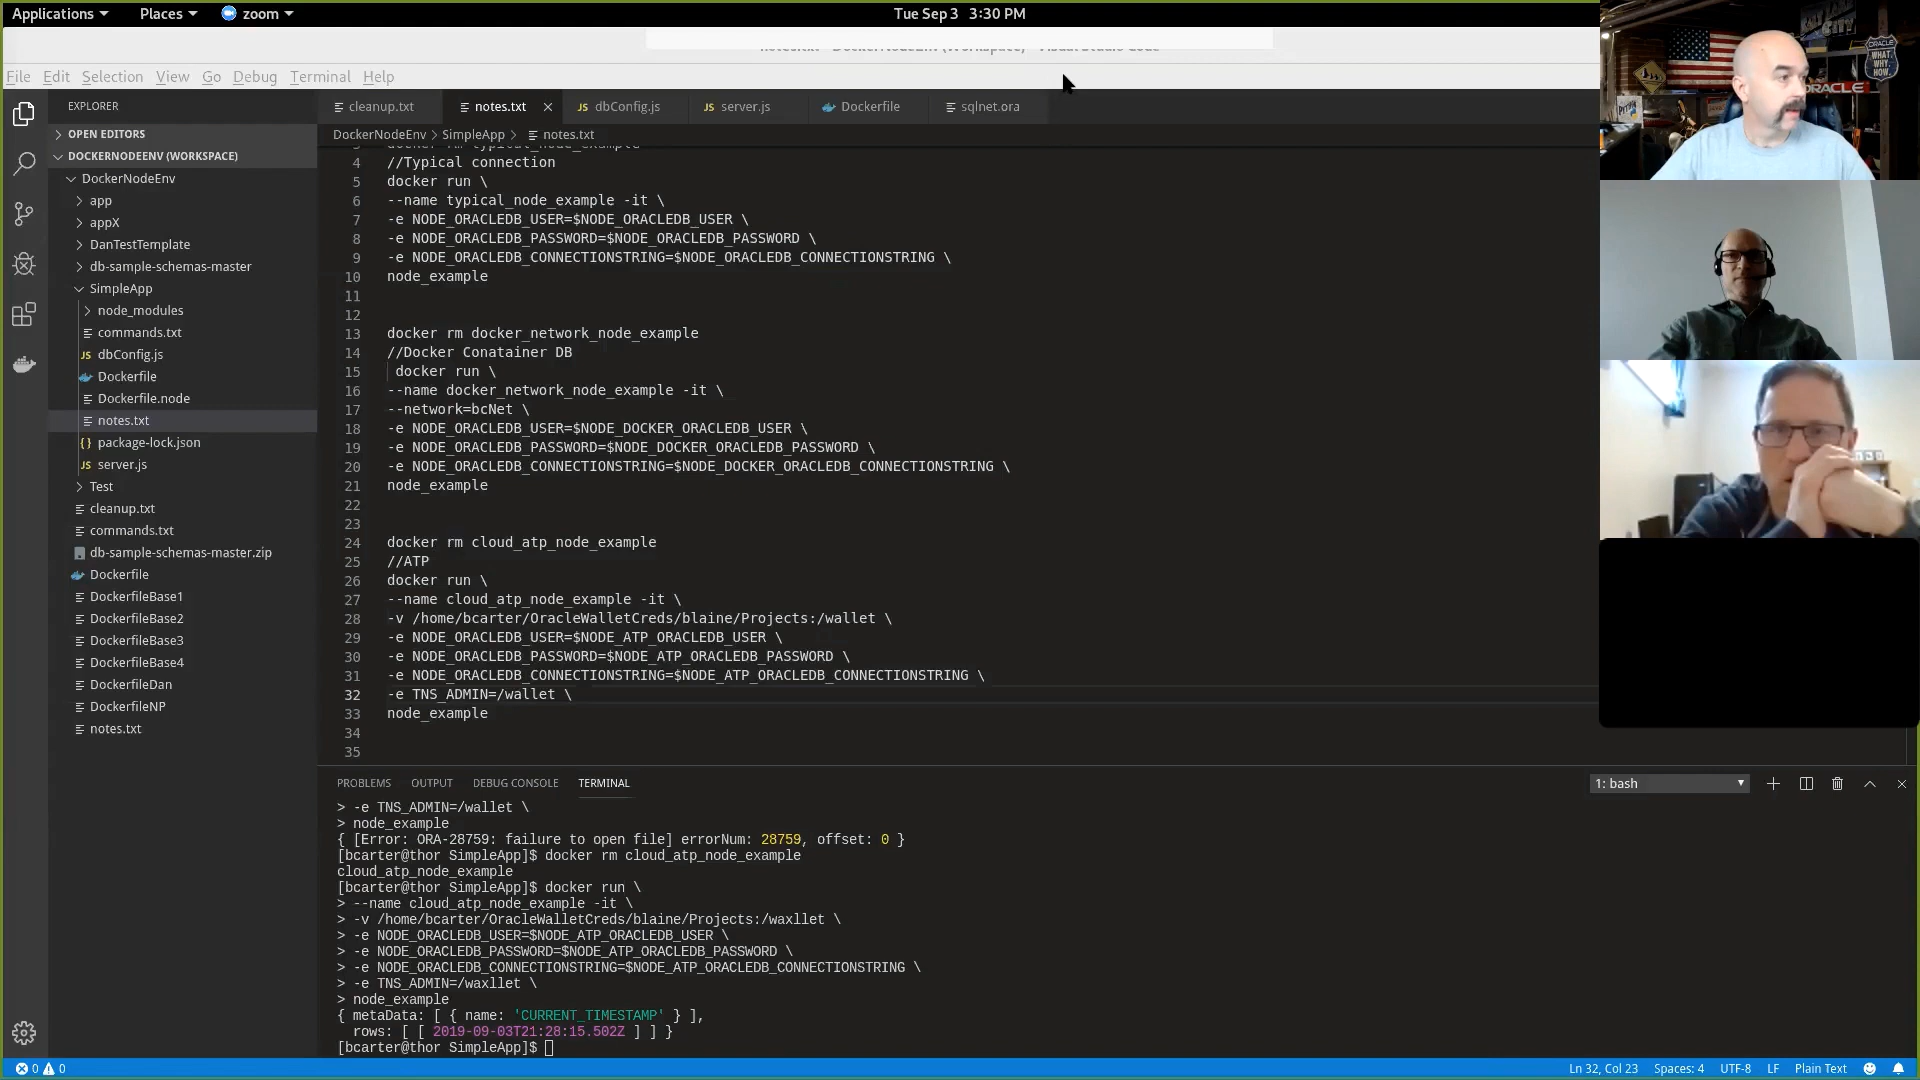 Applications Places zoom Tue Sep 3 3:30 PM
File Edit Selection View Go Debug Terminal Help
EXPLORER
OPEN EDITORS
DOCKERNODEENV (WORKSPACE)
DockerNodeEnv
app
appX
DanTestTemplate
db-sample-schemas-master
SimpleApp
node_modules
commands.txt
JS dbConfig.js
Dockerfile
Dockerfile.node
notes.txt
{} package-lock.json
JS server.js
Test
cleanup.txt
commands.txt
db-sample-schemas-master.zip
Dockerfile
DockerfileBase1
DockerfileBase2
DockerfileBase3
DockerfileBase4
DockerfileDan
DockerfileNP
notes.txt
cleanup.txt notes.txt JS dbConfig.js JS server.js Dockerfile sqlnet.ora
DockerNodeEnv > SimpleApp > notes.txt
4 //Typical connection
5 docker run \
6 --name typical_node_example -it \
7 -e NODE_ORACLEDB_USER=$NODE_ORACLEDB_USER \
8 -e NODE_ORACLEDB_PASSWORD=$NODE_ORACLEDB_PASSWORD \
9 -e NODE_ORACLEDB_CONNECTIONSTRING=$NODE_ORACLEDB_CONNECTIONSTRING \
10 node_example
11
12
13 docker rm docker_network_node_example
14 //Docker Conatainer DB
15 docker run \
16 --name docker_network_node_example -it \
17 --network=bcNet \
18 -e NODE_ORACLEDB_USER=$NODE_DOCKER_ORACLEDB_USER \
19 -e NODE_ORACLEDB_PASSWORD=$NODE_DOCKER_ORACLEDB_PASSWORD \
20 -e NODE_ORACLEDB_CONNECTIONSTRING=$NODE_DOCKER_ORACLEDB_CONNECTIONSTRING \
21 node_example
22
23
24 docker rm cloud_atp_node_example
25 //ATP
26 docker run \
27 --name cloud_atp_node_example -it \
28 -v /home/bcarter/OracleWalletCreds/blaine/Projects:/wallet \
29 -e NODE_ORACLEDB_USER=$NODE_ATP_ORACLEDB_USER \
30 -e NODE_ORACLEDB_PASSWORD=$NODE_ATP_ORACLEDB_PASSWORD \
31 -e NODE_ORACLEDB_CONNECTIONSTRING=$NODE_ATP_ORACLEDB_CONNECTIONSTRING \
32 -e TNS_ADMIN=/wallet \
33 node_example
34
35
PROBLEMS OUTPUT DEBUG CONSOLE TERMINAL 1: bash
> -e TNS_ADMIN=/wallet \
> node_example
{ [Error: ORA-28759: failure to open file] errorNum: 28759, offset: 0 }
[bcarter@thor SimpleApp]$ docker rm cloud_atp_node_example
cloud_atp_node_example
[bcarter@thor SimpleApp]$ docker run \
> --name cloud_atp_node_example -it \
> -v /home/bcarter/OracleWalletCreds/blaine/Projects:/waxllet \
> -e NODE_ORACLEDB_USER=$NODE_ATP_ORACLEDB_USER \
> -e NODE_ORACLEDB_PASSWORD=$NODE_ATP_ORACLEDB_PASSWORD \
> -e NODE_ORACLEDB_CONNECTIONSTRING=$NODE_ATP_ORACLEDB_CONNECTIONSTRING \
> -e TNS_ADMIN=/waxllet \
> node_example
{ metaData: [ { name: 'CURRENT_TIMESTAMP' } ],
rows: [ [ 2019-09-03T21:28:15.502Z ] ] }
[bcarter@thor SimpleApp]$
0 0 Ln 32, Col 23 Spaces: 4 UTF-8 LF Plain Text
ORACLE
WHAT.
WHY.
HOW.
ORACLE